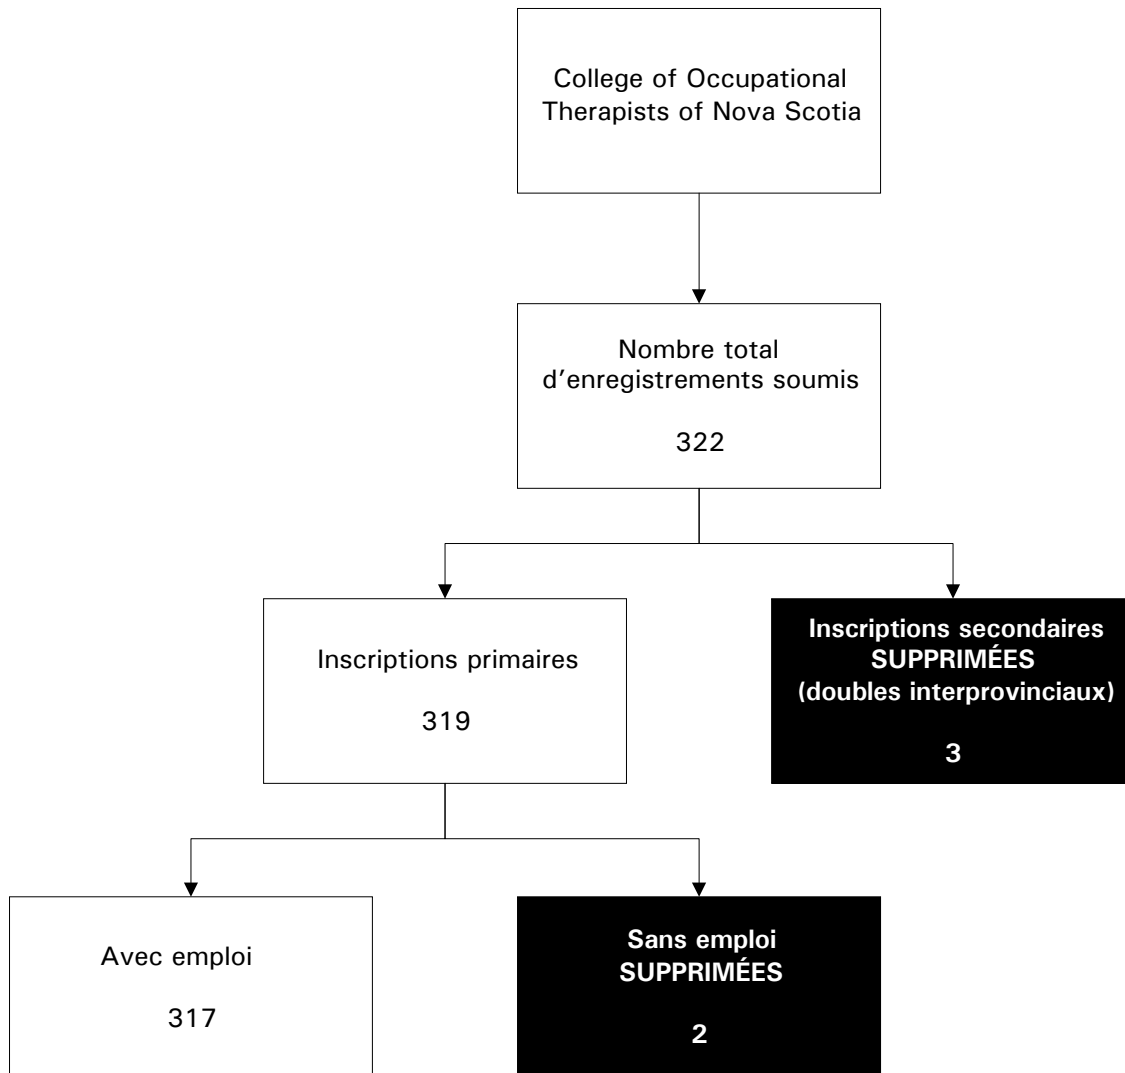 College of Occupational
Therapists of Nova Scotia
Nombre total
d'enregistrements soumis
322
Inscriptions primaires
319
Inscriptions secondaires
SUPPRIMÉES
(doubles interprovinciaux)
3
Avec emploi
317
Sans emploi
SUPPRIMÉES
2